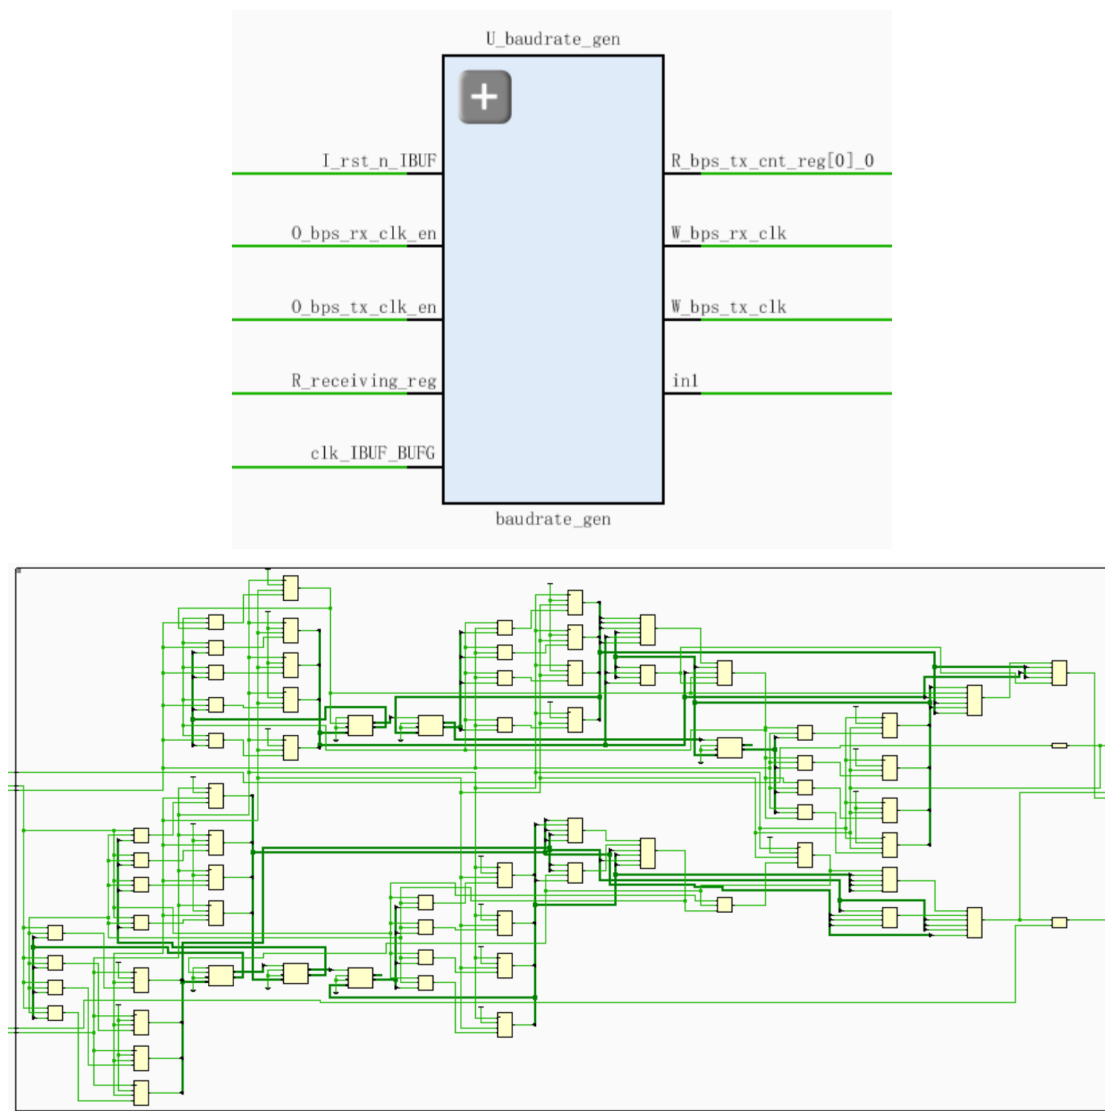 U_baudrate_gen
I_rst_n_IBUF
R_bps_tx_cnt_reg[0]_0
O_bps_rx_clk_en
W_bps_rx_clk
O_bps_tx_clk_en
W_bps_tx_clk
R_receiving_reg
in1
clk_IBUF_BUFG
baudrate_gen